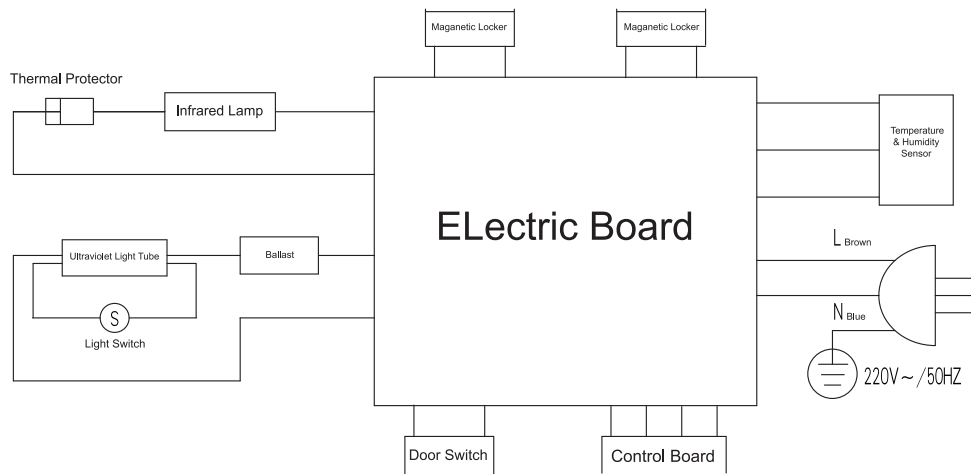 Maganetic Locker
Maganetic Locker
Thermal Protector
Infrared Lamp
Temperature
& Humidity
Sensor
ELectric Board
L Brown
Ultraviolet Light Tube
Ballast
S
Light Switch
N Blue
220V~/50HZ
Door Switch
Control Board